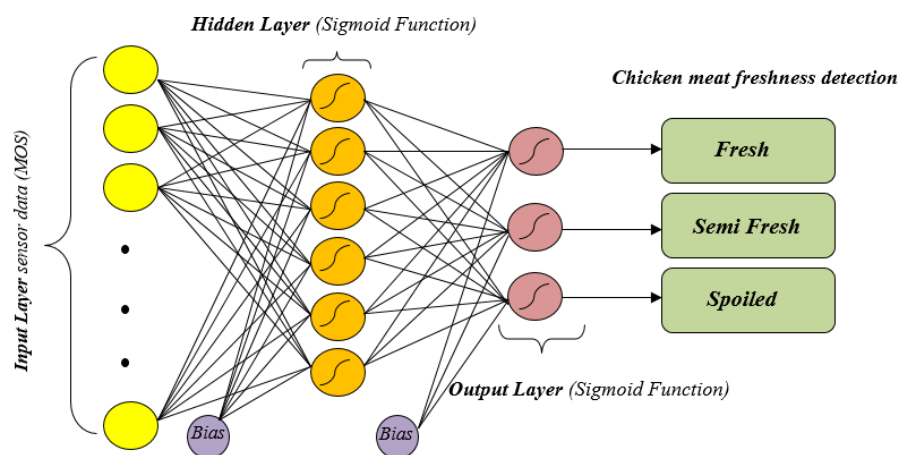 Hidden Layer (Sigmoid Function)
Chicken meat freshness detection
Input Layer sensor data (MOS)
Fresh
Semi Fresh
Spoiled
Output Layer (Sigmoid Function)
Bias
Bias